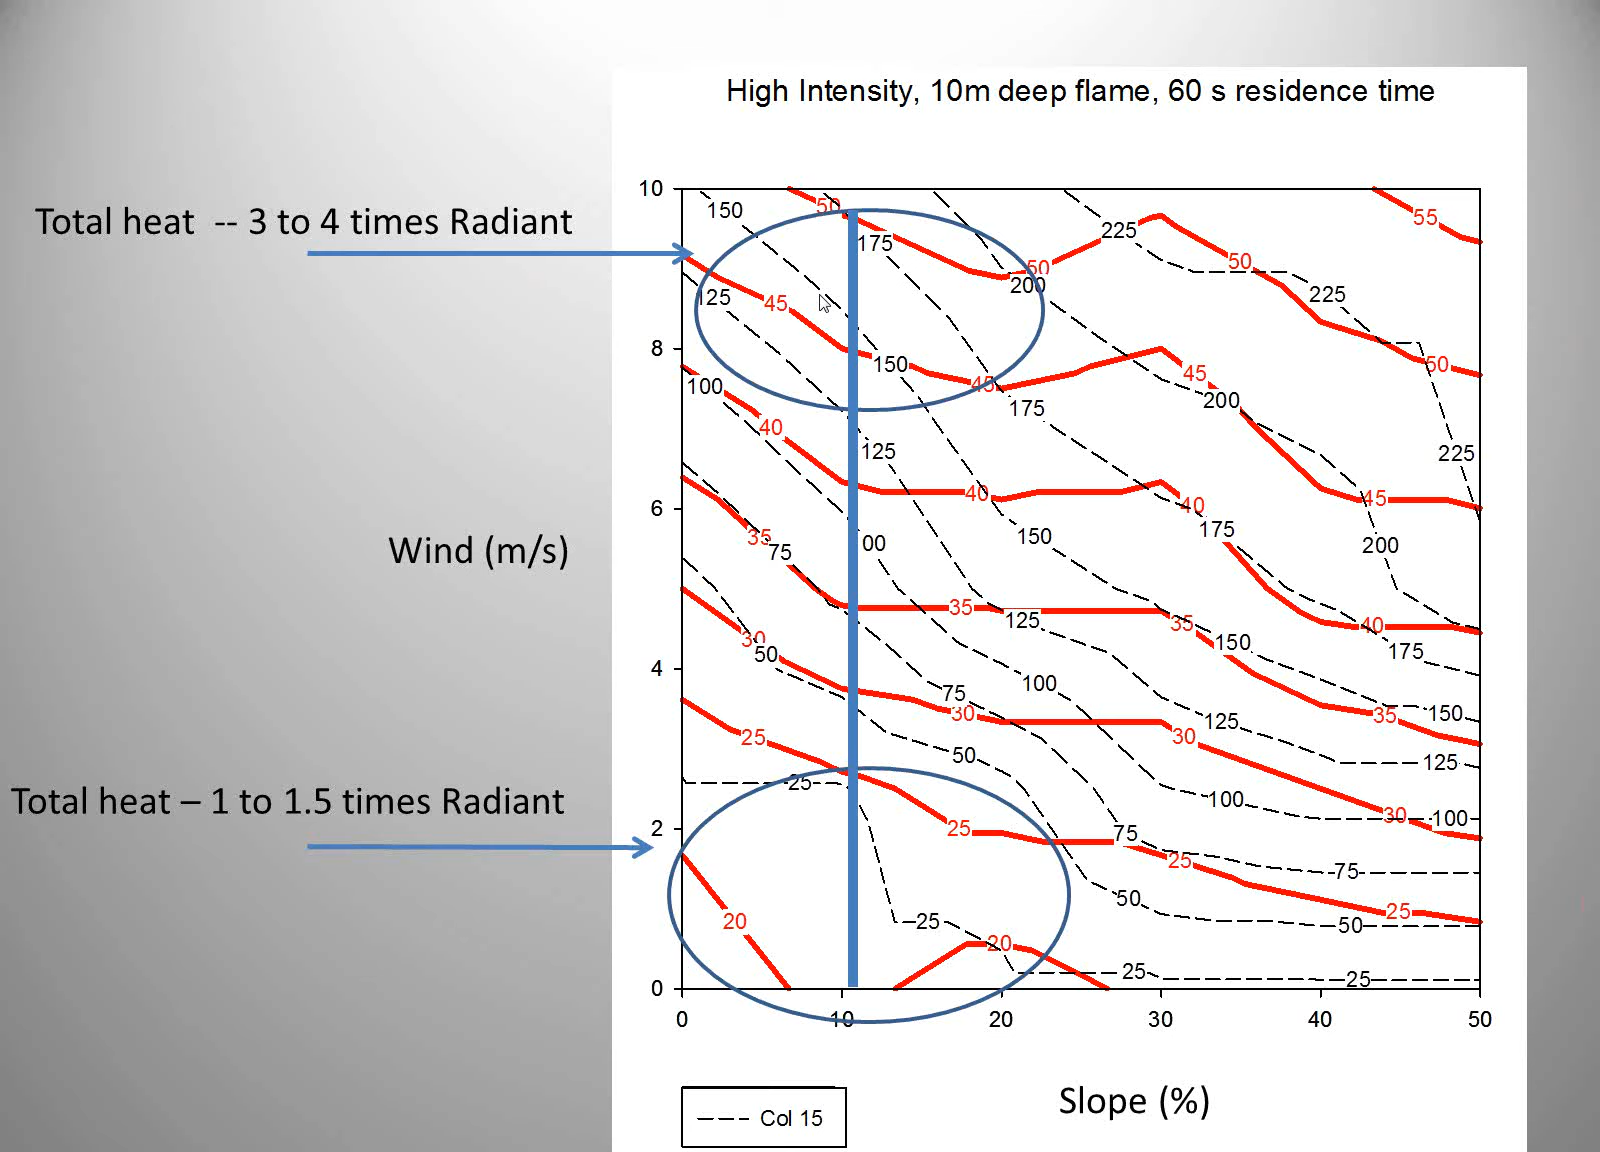 High Intensity, 10m deep flame, 60 s residence time
Total heat -- 3 to 4 times Radiant
Wind (m/s)
Total heat – 1 to 1.5 times Radiant
10
8
6
4
2
0
0 10 20 30 40 50
150 50 175 225 50 55
125 45 200 50 225
100 150 45 175 45 200 50
40 125 40 40 45 225
35 75 00 150 175 200
35 125 35 150 40 175
30 50 75 30 100 30 125 35 150
25 25 50 100 30 100 125
25 75 25 75
20 25 50 25 50
20 25 25
Slope (%)
Col 15